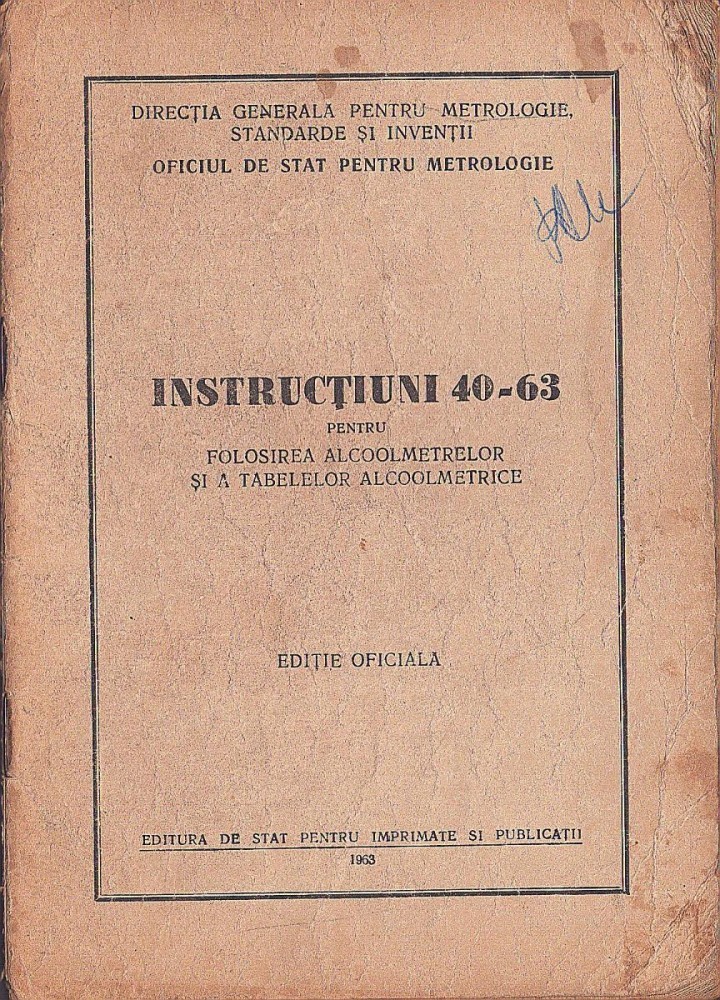 DIRECȚIA GENERALA PENTRU METROLOGIE,
STANDARDE ȘI INVENȚII
OFICIUL DE STAT PENTRU METROLOGIE
INSTRUCȚIUNI 40-63
PENTRU
FOLOSIREA ALCOOLMETRELOR
ȘI A TABELELOR ALCOOLMETRICE
EDIȚIE OFICIALA
EDITURA DE STAT PENTRU IMPRIMATE SI PUBLICAȚII
1963